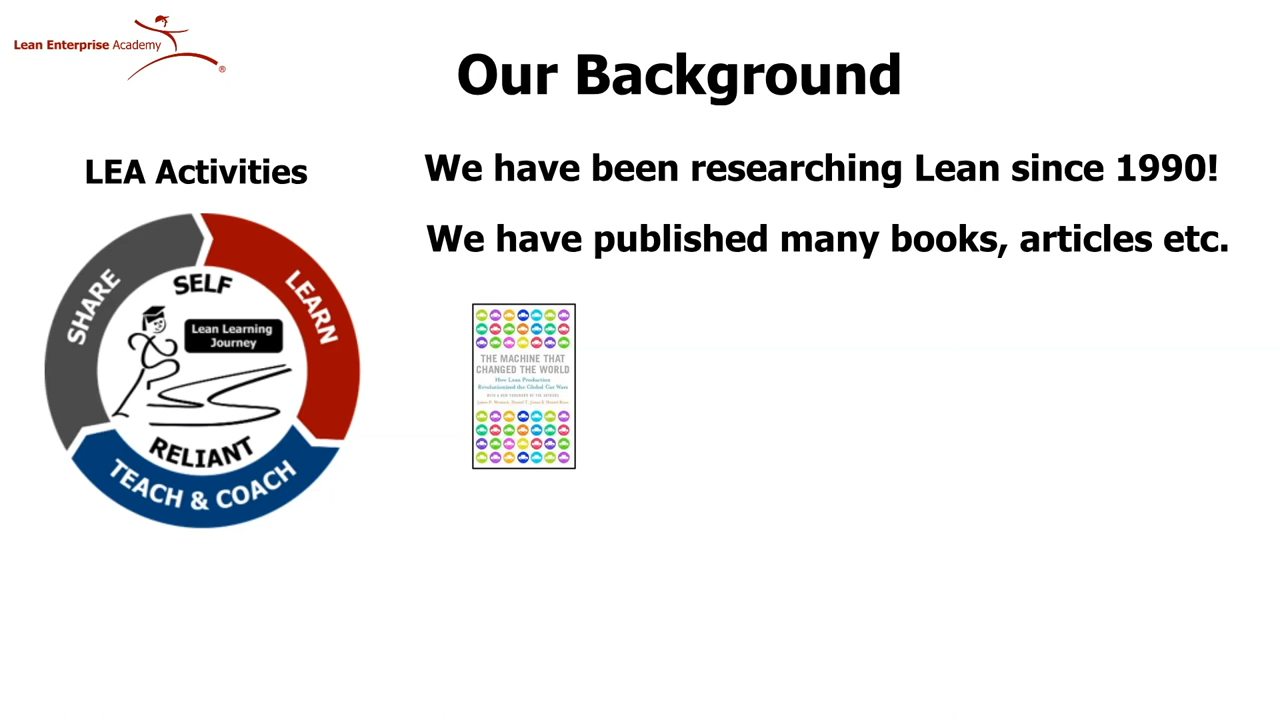 Lean Enterprise Academy
®
Our Background
LEA Activities
We have been researching Lean since 1990!
We have published many books, articles etc.
SHARE
SELF
LEARN
Lean Learning
Journey
RELIANT
TEACH & COACH
THE MACHINE THAT
CHANGED THE WORLD
How Lean Production
Revolutionized the Global Car Wars